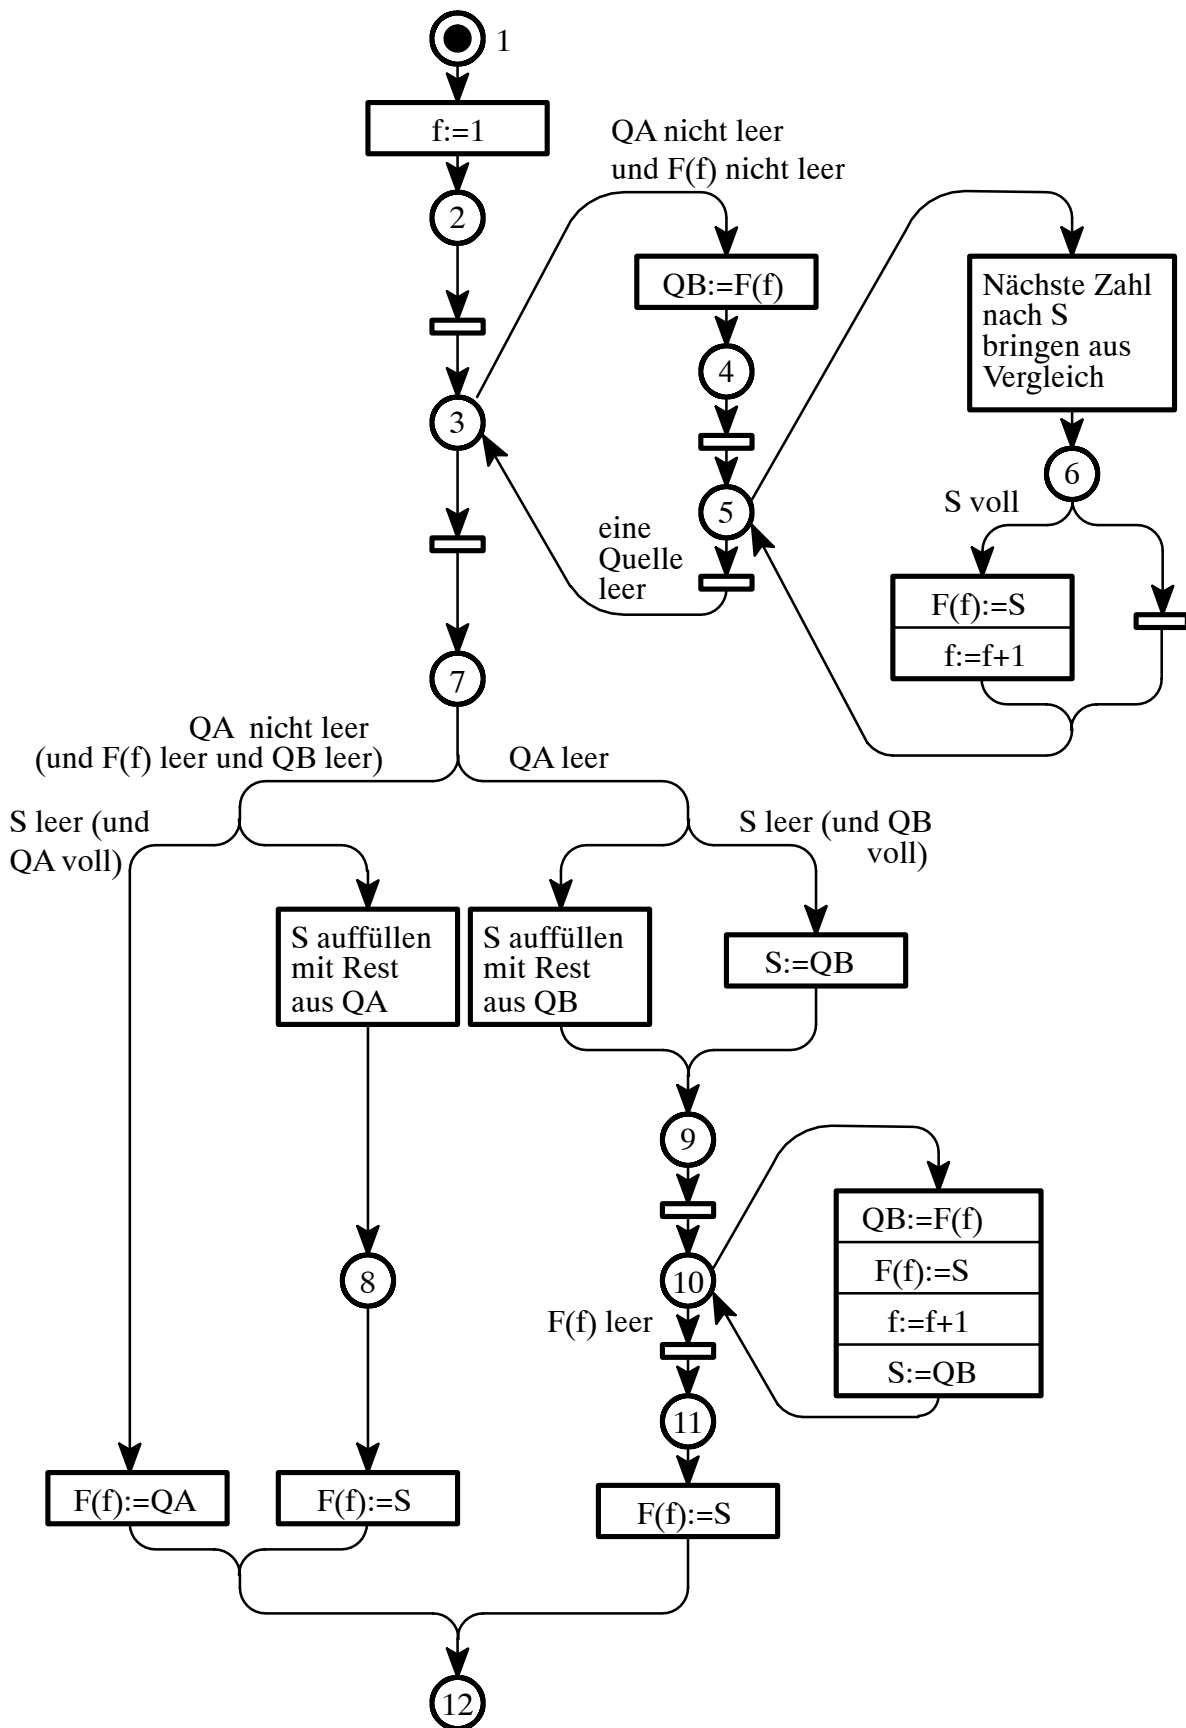 1
f:=1
QA nicht leer
und F(f) nicht leer
2
QB:=F(f)
Nächste Zahl
nach S
bringen aus
Vergleich
4
3
6
S voll
5
eine
Quelle
leer
F(f):=S
f:=f+1
7
QA nicht leer
(und F(f) leer und QB leer)
QA leer
S leer (und
QA voll)
S leer (und QB
voll)
S auffüllen
mit Rest
aus QA
S auffüllen
mit Rest
aus QB
S:=QB
9
QB:=F(f)
F(f):=S
f:=f+1
S:=QB
8
10
F(f) leer
11
F(f):=QA
F(f):=S
F(f):=S
12